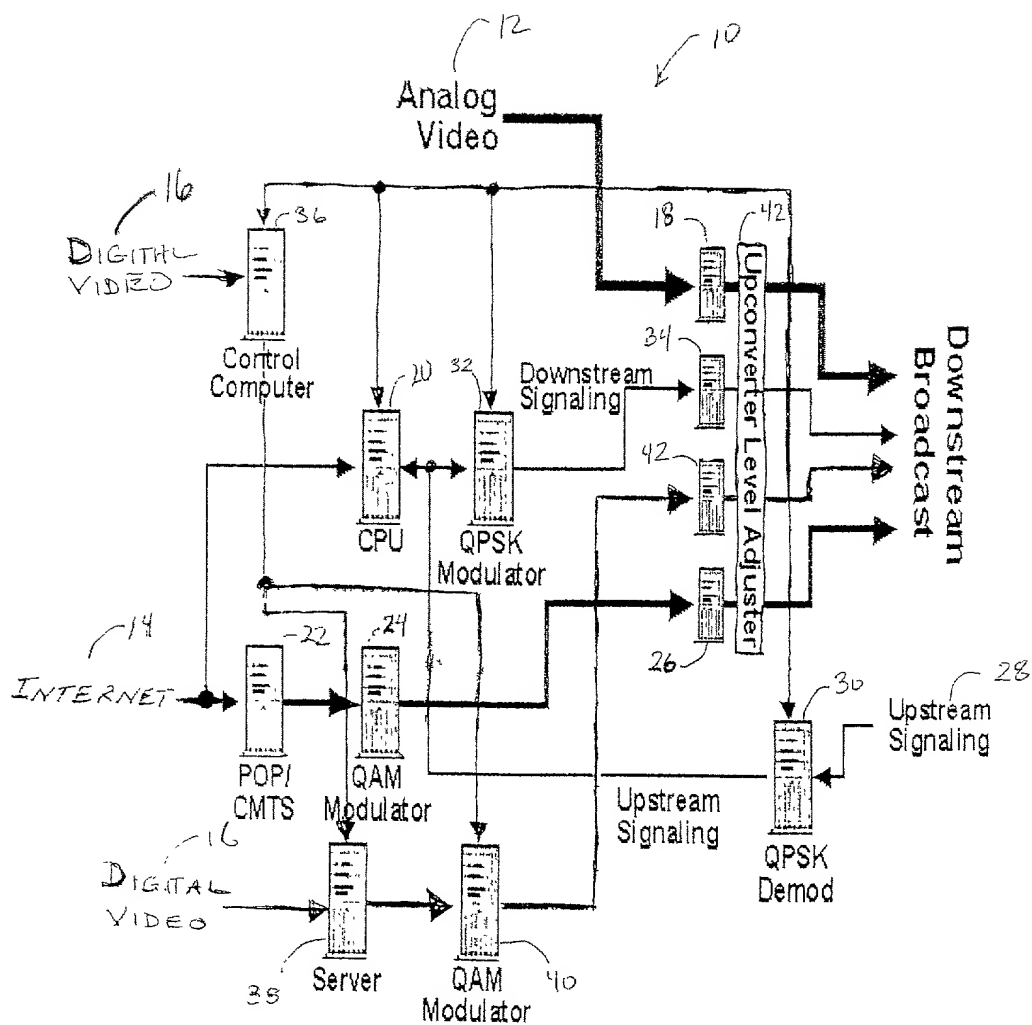 12
10
Analog
Video
16
DIGITAL
VIDEO
36
18
42
Upconverter Level Adjuster
Control
Computer
20
32
Downstream
Signaling
34
Downstream
Broadcast
42
CPU
QPSK
Modulator
14
INTERNET
22
24
26
30
28
Upstream
Signaling
POP/
CMTS
QAM
Modulator
Upstream
Signaling
QPSK
Demod
16
DIGITAL
VIDEO
38
Server
QAM
Modulator
40